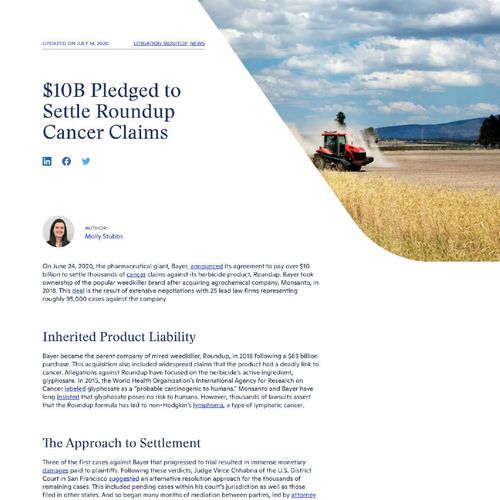 UPDATED ON JULY 14, 2020 LITIGATION MONITOR, NEWS
$10B Pledged to
Settle Roundup
Cancer Claims
AUTHOR:
Molly Stubbs
On June 24, 2020, the pharmaceutical giant, Bayer, announced its agreement to pay over $10
billion to settle thousands of cancer claims against its herbicide product, Roundup. Bayer took
ownership of the popular weedkiller brand after acquiring agrochemical company, Monsanto, in
2018. This deal is the result of extensive negotiations with 25 lead law firms representing
roughly 95,000 cases against the company.
Inherited Product Liability
Bayer became the parent company of mired weedkiller, Roundup, in 2018 following a $63 billion
purchase. This acquisition also included widespread claims that the product had a deadly link to
cancer. Allegations against Roundup have focused on the herbicide's active ingredient,
glyphosate. In 2015, the World Health Organization's International Agency for Research on
Cancer labeled glyphosate as a "probable carcinogenic to humans." Monsanto and Bayer have
long insisted that glyphosate poses no risk to humans. However, thousands of lawsuits assert
that the Roundup formula has led to non-Hodgkin's lymphoma, a type of lymphatic cancer.
The Approach to Settlement
Three of the first cases against Bayer that progressed to trial resulted in immense monetary
damages paid to plaintiffs. Following these verdicts, Judge Vince Chhabria of the U.S. District
Court in San Francisco suggested an alternative resolution approach for the thousands of
remaining cases. This included pending cases within his court's jurisdiction as well as those
filed in other states. And so began many months of mediation between parties, led by attorney